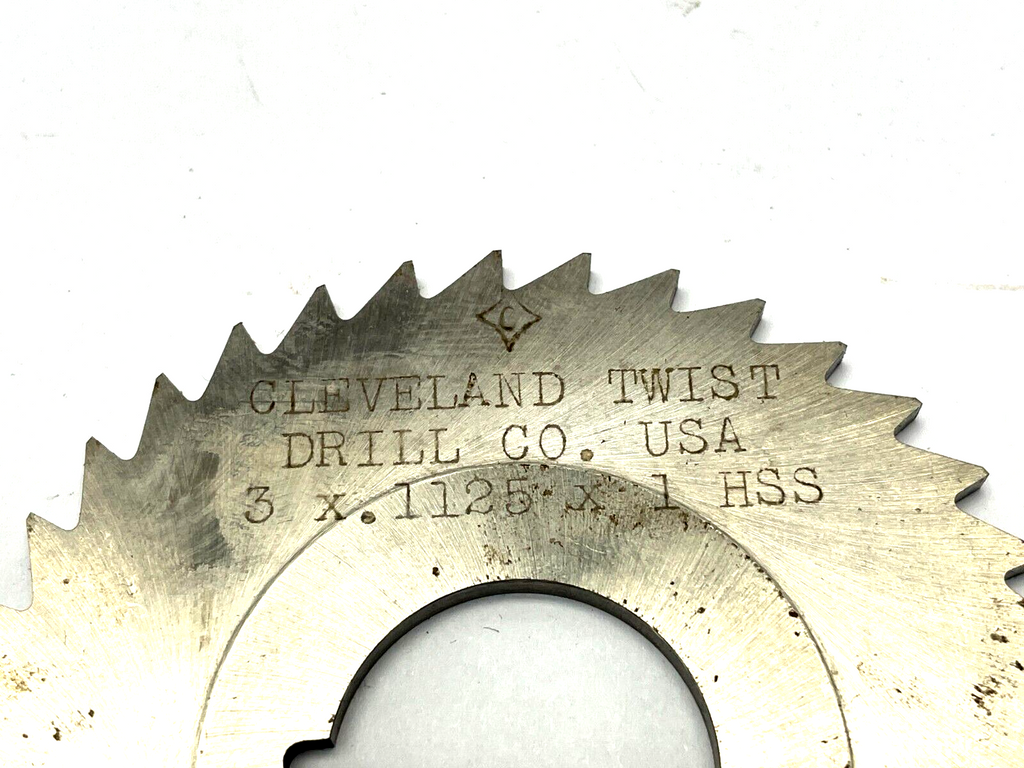 C
CLEVELAND TWIST
DRILL CO. USA
3 x .1125 x 1 HSS